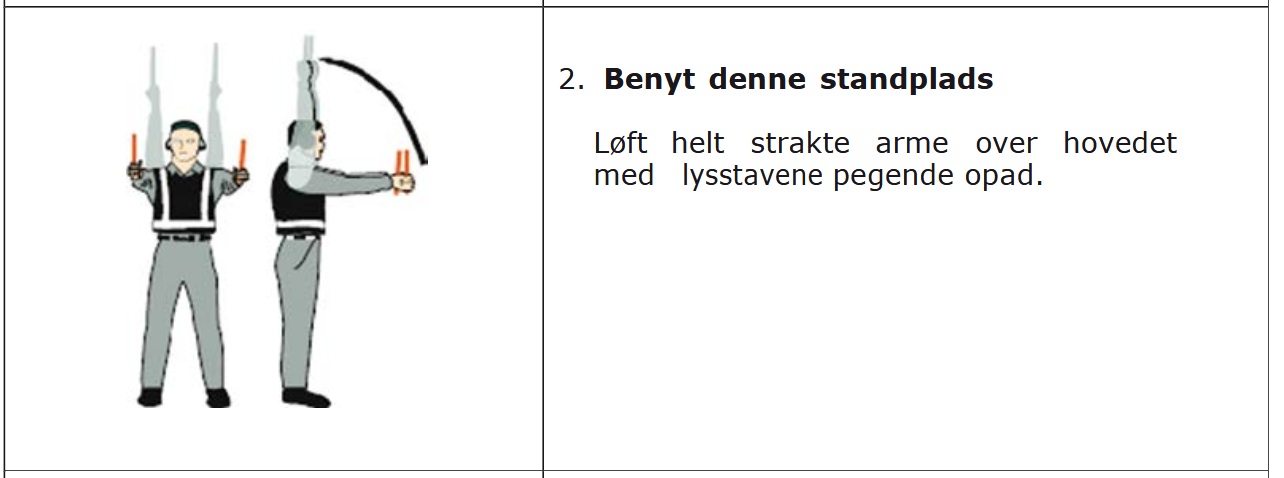 2. Benyt denne standplads
Løft helt strakte arme over hovedet
med lysstavene pegende opad.